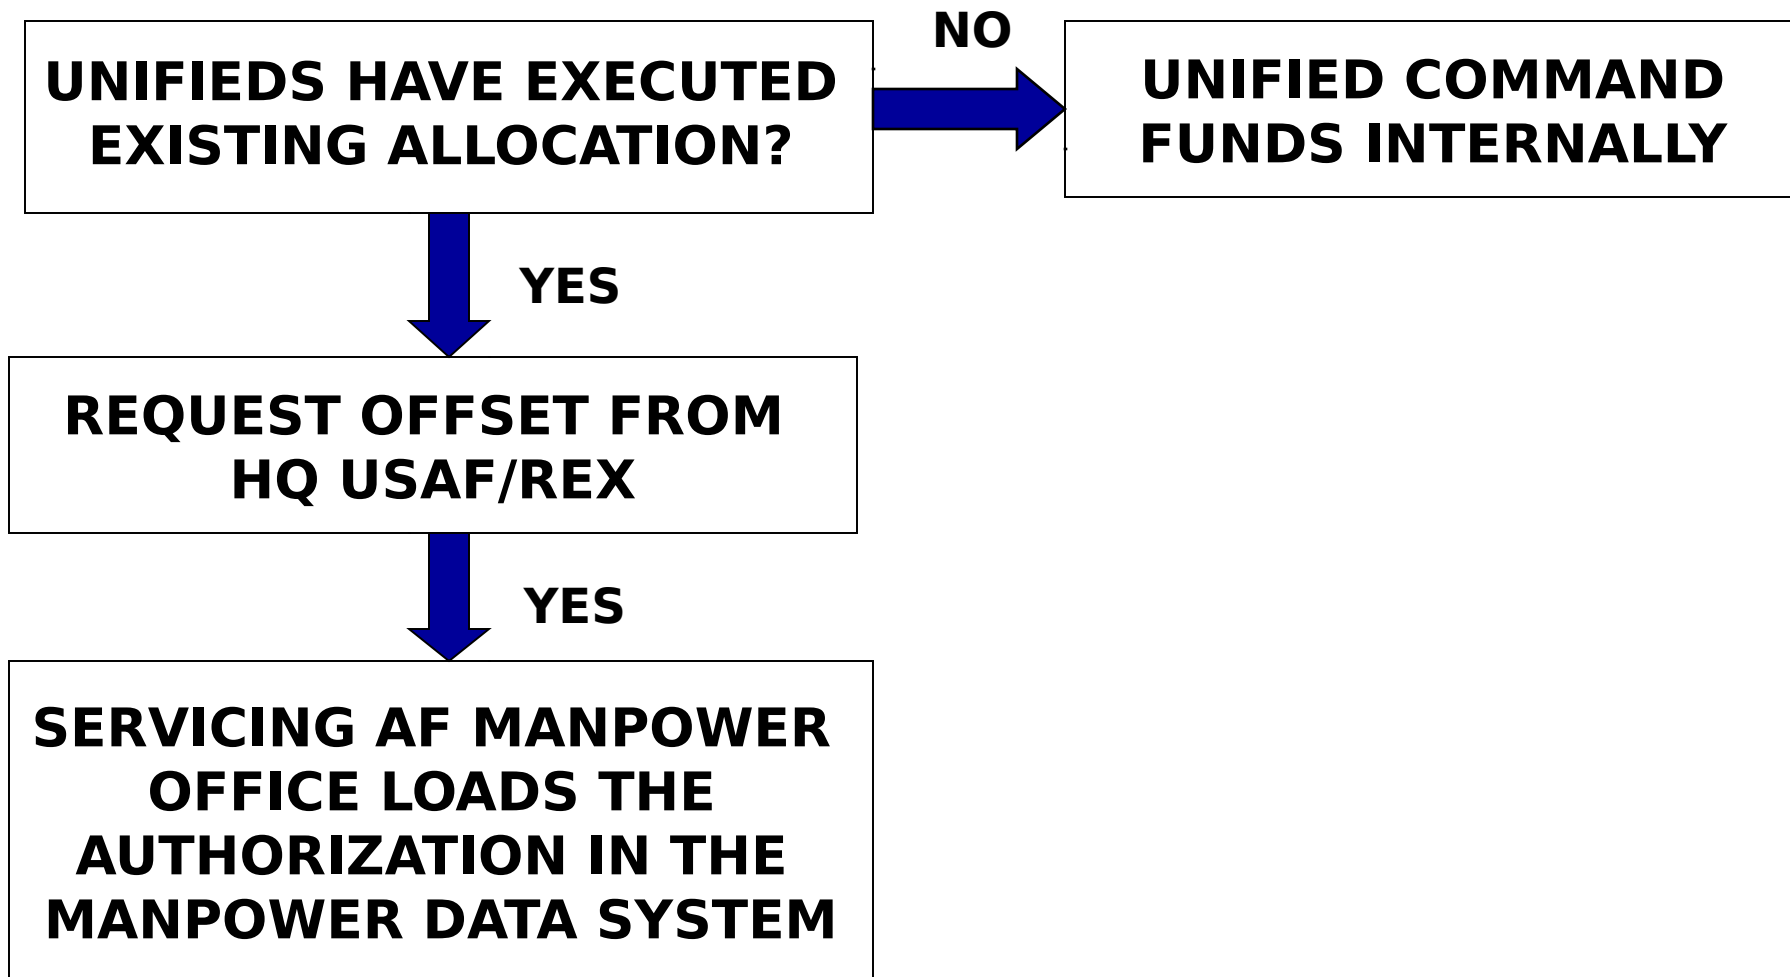 UNIFIEDS HAVE EXECUTED
EXISTING ALLOCATION?
NO
UNIFIED COMMAND
FUNDS INTERNALLY
YES
REQUEST OFFSET FROM
HQ USAF/REX
YES
SERVICING AF MANPOWER
OFFICE LOADS THE
AUTHORIZATION IN THE
MANPOWER DATA SYSTEM